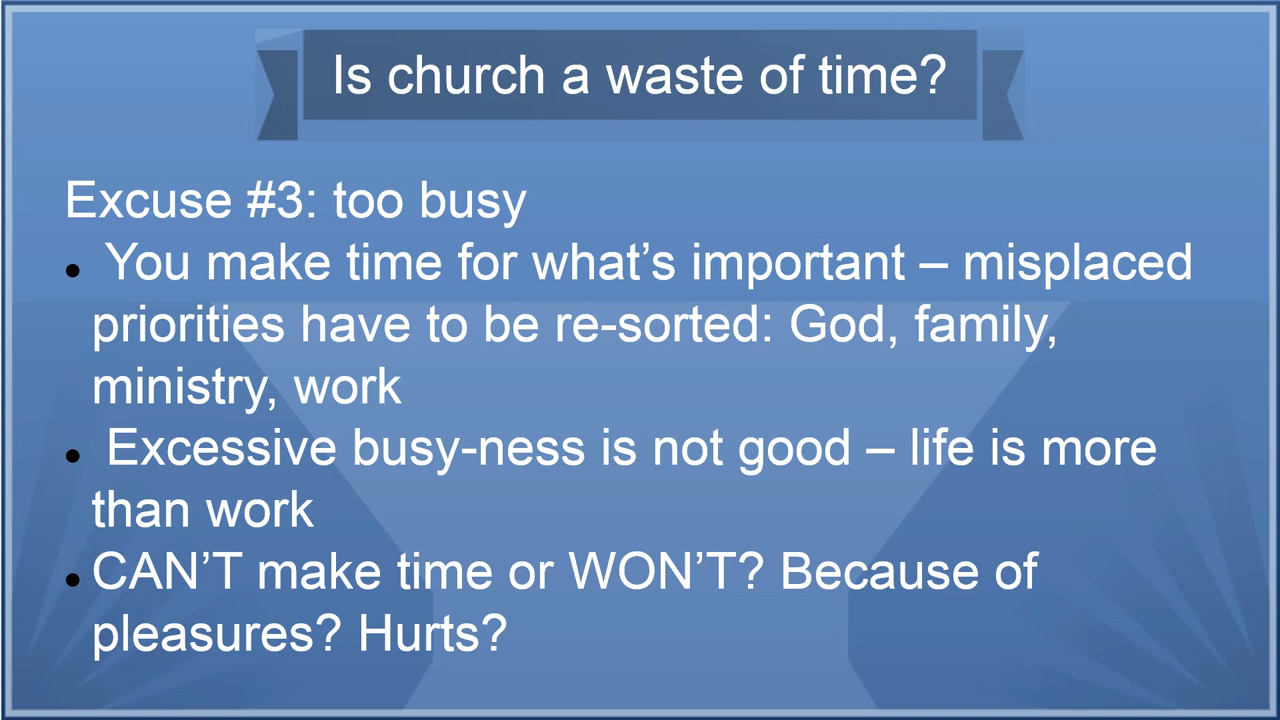 Is church a waste of time?
Excuse #3: too busy
● You make time for what’s important – misplaced
priorities have to be re-sorted: God, family,
ministry, work
● Excessive busy-ness is not good – life is more
than work
● CAN’T make time or WON’T? Because of
pleasures? Hurts?